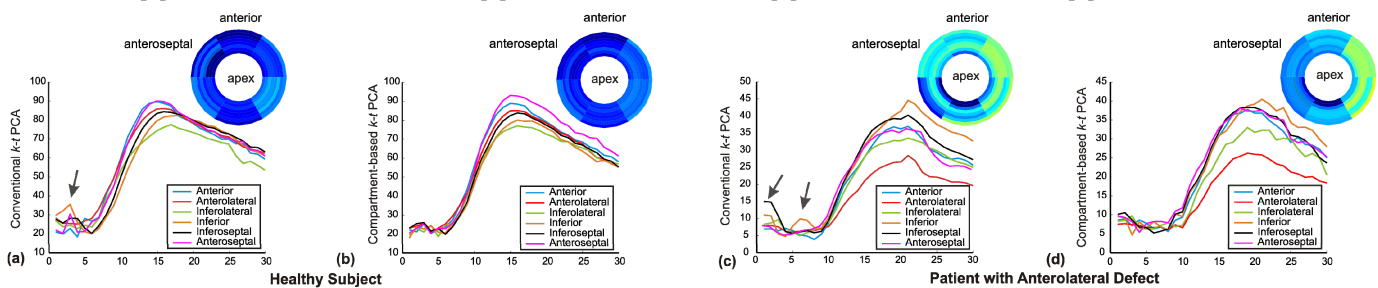 anterior
anteroseptal
apex
Conventional k-t PCA
100
90
80
70
60
50
40
30
20
10
0
5
10
15
20
25
30
Anterior
Anterolateral
Inferolateral
Inferior
Inferoseptal
Anteroseptal
(a)
anterior
anteroseptal
apex
Compartment-based k-t PCA
100
90
80
70
60
50
40
30
20
10
0
5
10
15
20
25
30
Anterior
Anterolateral
Inferolateral
Inferior
Inferoseptal
Anteroseptal
(b)
Healthy Subject
anterior
anteroseptal
apex
Conventional k-t PCA
50
45
40
35
30
25
20
15
10
5
0
0
5
10
15
20
25
30
Anterior
Anterolateral
Inferolateral
Inferior
Inferoseptal
Anteroseptal
(c)
anterior
anteroseptal
apex
Compartment-based k-t PCA
45
40
35
30
25
20
15
10
5
0
0
5
10
15
20
25
30
Anterior
Anterolateral
Inferolateral
Inferior
Inferoseptal
Anteroseptal
(d)
Patient with Anterolateral Defect